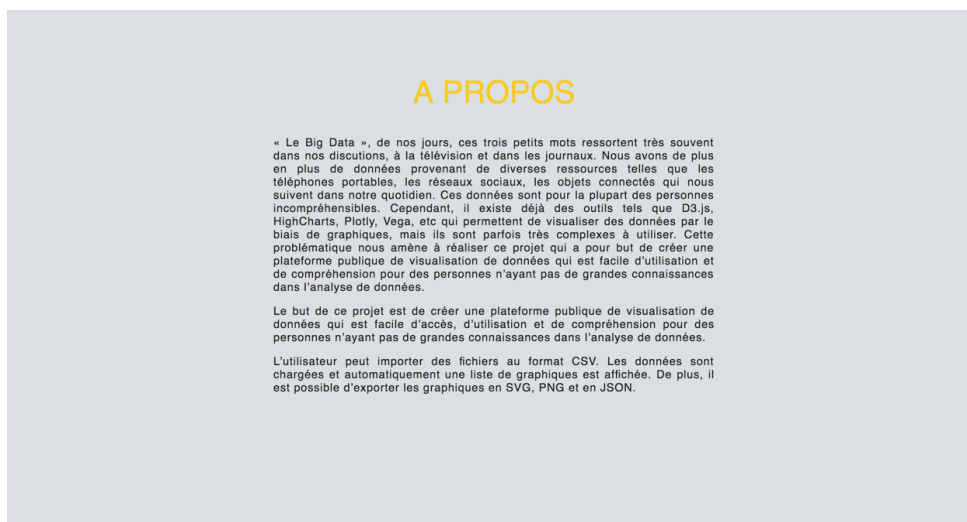 A PROPOS
« Le Big Data », de nos jours, ces trois petits mots ressortent très souvent
dans nos discutions, à la télévision et dans les journaux. Nous avons de plus
en plus de données provenant de diverses ressources telles que les
téléphones portables, les réseaux sociaux, les objets connectés qui nous
suivent dans notre quotidien. Ces données sont pour la plupart des personnes
incompréhensibles. Cependant, il existe déjà des outils tels que D3.js,
HighCharts, Plotly, Vega, etc qui permettent de visualiser des données par le
biais de graphiques, mais ils sont parfois très complexes à utiliser. Cette
problématique nous amène à réaliser ce projet qui a pour but de créer une
plateforme publique de visualisation de données qui est facile d'utilisation et
de compréhension pour des personnes n'ayant pas de grandes connaissances
dans l'analyse de données.
Le but de ce projet est de créer une plateforme publique de visualisation de
données qui est facile d'accès, d'utilisation et de compréhension pour des
personnes n'ayant pas de grandes connaissances dans l'analyse de données.
L'utilisateur peut importer des fichiers au format CSV. Les données sont
chargées et automatiquement une liste de graphiques est affichée. De plus, il
est possible d'exporter les graphiques en SVG, PNG et en JSON.